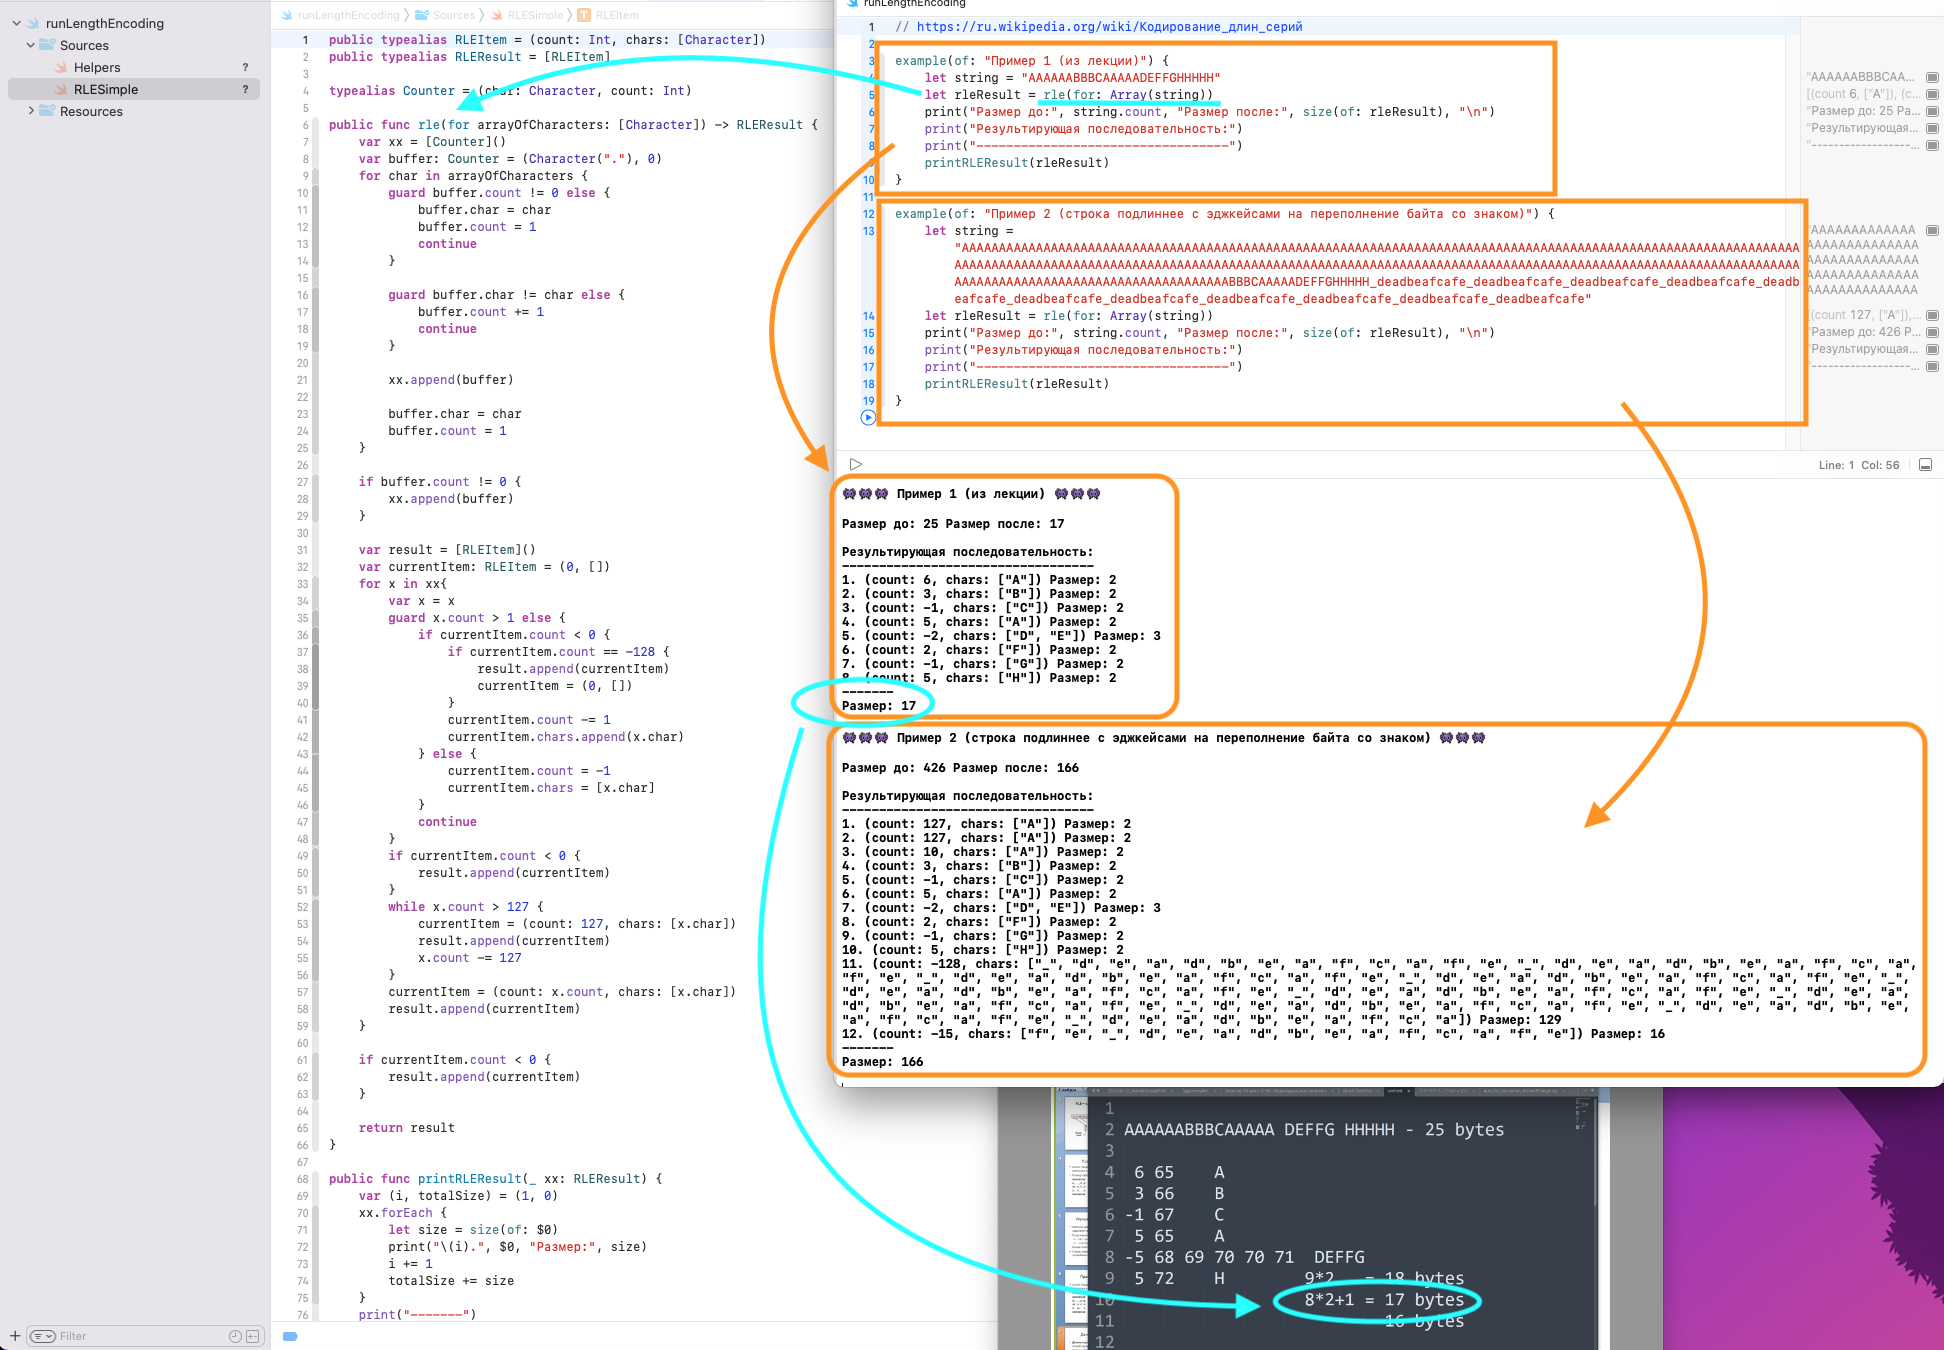 runLengthEncoding
Sources
Helpers ?
RLESimple ?
Resources
Filter
runLengthEncoding 〉 Sources 〉 RLESimple 〉 T RLEItem
1 public typealias RLEItem = (count: Int, chars: [Character])
2 public typealias RLEResult = [RLEItem]
3
4 typealias Counter = (char: Character, count: Int)
5
6 public func rle(for arrayOfCharacters: [Character]) -> RLEResult {
7 var xx = [Counter]()
8 var buffer: Counter = (Character("."), 0)
9 for char in arrayOfCharacters {
10 guard buffer.count != 0 else {
11 buffer.char = char
12 buffer.count = 1
13 continue
14 }
15
16 guard buffer.char != char else {
17 buffer.count += 1
18 continue
19 }
20
21 xx.append(buffer)
22
23 buffer.char = char
24 buffer.count = 1
25 }
26
27 if buffer.count != 0 {
28 xx.append(buffer)
29 }
30
31 var result = [RLEItem]()
32 var currentItem: RLEItem = (0, [])
33 for x in xx{
34 var x = x
35 guard x.count > 1 else {
36 if currentItem.count < 0 {
37 if currentItem.count == -128 {
38 result.append(currentItem)
39 currentItem = (0, [])
40 }
41 currentItem.count -= 1
42 currentItem.chars.append(x.char)
43 } else {
44 currentItem.count = -1
45 currentItem.chars = [x.char]
46 }
47 continue
48 }
49 if currentItem.count < 0 {
50 result.append(currentItem)
51 }
52 while x.count > 127 {
53 currentItem = (count: 127, chars: [x.char])
54 result.append(currentItem)
55 x.count -= 127
56 }
57 currentItem = (count: x.count, chars: [x.char])
58 result.append(currentItem)
59 }
60
61 if currentItem.count < 0 {
62 result.append(currentItem)
63 }
64
65 return result
66 }
67
68 public func printRLEResult(_ xx: RLEResult) {
69 var (i, totalSize) = (1, 0)
70 xx.forEach {
71 let size = size(of: $0)
72 print("\(i).", $0, "Размер:", size)
73 i += 1
74 totalSize += size
75 }
76 print("-------")
runLengthEncoding
1 // https://ru.wikipedia.org/wiki/Кодирование_длин_серий
2
3 example(of: "Пример 1 (из лекции)") {
4 let string = "AAAAAABBBCAAAAADEFFGHHHHH"
5 let rleResult = rle(for: Array(string))
6 print("Размер до:", string.count, "Размер после:", size(of: rleResult), "\n")
7 print("Результирующая последовательность:")
8 print("----------------------------------")
9 printRLEResult(rleResult)
10 }
11
12 example(of: "Пример 2 (строка подлиннее с эджкейсами на переполнение байта со знаком)") {
13 let string =
AAAAAAAAAAAAAABBBCAAAAADEFFGHHHHH_deadbeafcafe_deadbeafcafe_deadbeafcafe_deadbeafcafe_deadb
eafcafe_deadbeafcafe_deadbeafcafe_deadbeafcafe_deadbeafcafe_deadbeafcafe_deadbeafcafe"
14 let rleResult = rle(for: Array(string))
15 print("Размер до:", string.count, "Размер после:", size(of: rleResult), "\n")
16 print("Результирующая последовательность:")
17 print("----------------------------------")
18 printRLEResult(rleResult)
19 }
"AAAAAABBBCAA...
[(count 6, ["A"]), (c...
"Размер до: 25 Ра...
"Результирующая...
"------------------...
[(count 127, ["A"]),...
"Размер до: 426 Р...
"Результирующая...
"------------------...
Line: 1 Col: 56
👾👾👾 Пример 1 (из лекции) 👾👾👾
Размер до: 25 Размер после: 17
Результирующая последовательность:
----------------------------------
1. (count: 6, chars: ["A"]) Размер: 2
2. (count: 3, chars: ["B"]) Размер: 2
3. (count: -1, chars: ["C"]) Размер: 2
4. (count: 5, chars: ["A"]) Размер: 2
5. (count: -2, chars: ["D", "E"]) Размер: 3
6. (count: 2, chars: ["F"]) Размер: 2
7. (count: -1, chars: ["G"]) Размер: 2
8. (count: 5, chars: ["H"]) Размер: 2
-------
Размер: 17
👾👾👾 Пример 2 (строка подлиннее с эджкейсами на переполнение байта со знаком) 👾👾👾
Размер до: 426 Размер после: 166
Результирующая последовательность:
----------------------------------
1. (count: 127, chars: ["A"]) Размер: 2
2. (count: 127, chars: ["A"]) Размер: 2
3. (count: 10, chars: ["A"]) Размер: 2
4. (count: 3, chars: ["B"]) Размер: 2
5. (count: -1, chars: ["C"]) Размер: 2
6. (count: 5, chars: ["A"]) Размер: 2
7. (count: -2, chars: ["D", "E"]) Размер: 3
8. (count: 2, chars: ["F"]) Размер: 2
9. (count: -1, chars: ["G"]) Размер: 2
10. (count: 5, chars: ["H"]) Размер: 2
11. (count: -128, chars: ["_", "d", "e", "a", "d", "b", "e", "a", "f", "c", "a", "f", "e", "_", "d", "e", "a", "d", "b", "e", "a", "f", "c", "a",
"f", "e", "_", "d", "e", "a", "d", "b", "e", "a", "f", "c", "a", "f", "e", "_", "d", "e", "a", "d", "b", "e", "a", "f", "c", "a", "f", "e", "_",
"d", "e", "a", "d", "b", "e", "a", "f", "c", "a", "f", "e", "_", "d", "e", "a", "d", "b", "e", "a", "f", "c", "a", "f", "e", "_", "d", "e", "a",
"d", "b", "e", "a", "f", "c", "a", "f", "e", "_", "d", "e", "a", "d", "b", "e", "a", "f", "c", "a", "f", "e", "_", "d", "e", "a", "d", "b", "e",
"a", "f", "c", "a", "f", "e", "_", "d", "e", "a", "d", "b", "e", "a", "f", "c", "a"]) Размер: 129
12. (count: -15, chars: ["f", "e", "_", "d", "e", "a", "d", "b", "e", "a", "f", "c", "a", "f", "e"]) Размер: 16
-------
Размер: 166
1
2 AAAAAABBBCAAAAA DEFFG HHHHH - 25 bytes
3
4 6 65 A
5 3 66 B
6 -1 67 C
7 5 65 A
8 -5 68 69 70 70 71 DEFFG
9 5 72 H 9*2 = 18 bytes
10 8*2+1 = 17 bytes
11 16 bytes
12